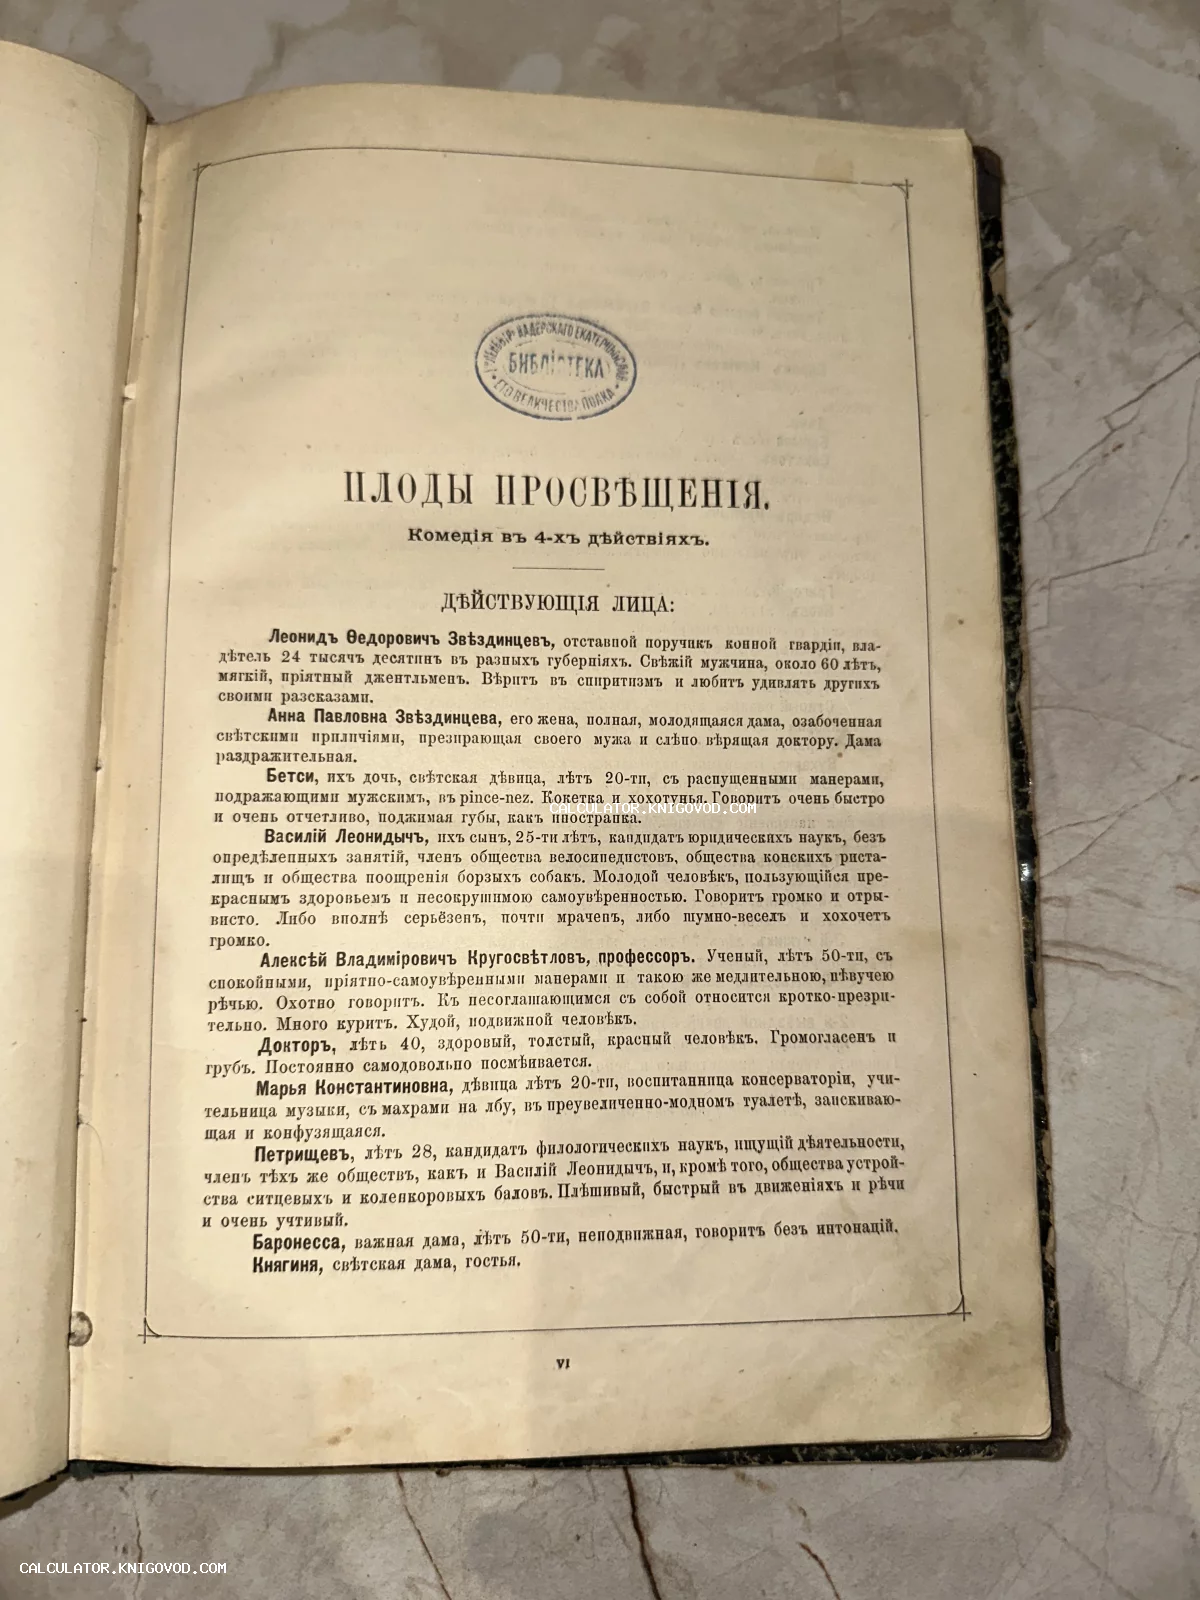 БИБЛІОТЕКА
ЕГО ВЕЛИЧЕСТВА ПОЛКА
ПЛОДЫ ПРОСВѢЩЕНІЯ.
Комедія въ 4-хъ дѣйствіяхъ.
ДѢЙСТВУЮЩІЯ ЛИЦА:
Леонидъ Ѳедоровичъ Звѣздинцевъ, отставной поручикъ конной гвардіи, вла-
дѣтель 24 тысячъ десятинъ въ разныхъ губерніяхъ. Свѣжій мужчина, около 60 лѣтъ,
мягкій, пріятный джентльменъ. Вѣритъ въ спиритизмъ и любитъ удивлять другихъ
своими разсказами.
Анна Павловна Звѣздинцева, его жена, полная, молодящаяся дама, озабоченная
свѣтскими приличіями, презирающая своего мужа и слѣпо вѣрящая доктору. Дама
раздражительная.
Бетси, ихъ дочь, свѣтская дѣвица, лѣтъ 20-ти, съ распущенными манерами,
подражающими мужскимъ, въ pince-nez. Кокетка и хохотунья. Говоритъ очень быстро
и очень отчетливо, поджимая губы, какъ иностранка.
Василій Леонидычъ, ихъ сынъ, 25-ти лѣтъ, кандидатъ юридическихъ наукъ, безъ
опредѣленныхъ занятій, членъ общества велосипедистовъ, общества конскихъ риста-
лищъ и общества поощренія борзыхъ собакъ. Молодой человѣкъ, пользующійся пре-
краснымъ здоровьемъ и несокрушимою самоувѣренностью. Говоритъ громко и отры-
висто. Либо вполнѣ серьёзенъ, почти мраченъ, либо шумно-веселъ и хохочетъ
громко.
Алексѣй Владиміровичъ Кругосвѣтловъ, профессоръ. Ученый, лѣтъ 50-ти, съ
спокойными, пріятно-самоувѣренными манерами и такою же медлительною, пѣвучею
рѣчью. Охотно говоритъ. Къ несоглашающимся съ собой относится кротко-презри-
тельно. Много куритъ. Худой, подвижной человѣкъ.
Докторъ, лѣтъ 40, здоровый, толстый, красный человѣкъ. Громогласенъ и
грубъ. Постоянно самодовольно посмѣивается.
Марья Константиновна, дѣвица лѣтъ 20-ти, воспитанница консерваторіи, учи-
тельница музыки, съ махрами на лбу, въ преувеличенно-модномъ туалетѣ, заискиваю-
щая и конфузящаяся.
Петрищевъ, лѣтъ 28, кандидатъ филологическихъ наукъ, ищущій дѣятельности,
членъ тѣхъ же обществъ, какъ и Василій Леонидычъ, и, кромѣ того, общества устрой-
ства ситцевыхъ и коленкоровыхъ баловъ. Плѣшивый, быстрый въ движеніяхъ и рѣчи
и очень учтивый.
Баронесса, важная дама, лѣтъ 50-ти, неподвижная, говоритъ безъ интонацій.
Княгиня, свѣтская дама, гостья.
VI
CALCULATOR.KNIGOVOD.COM
CALCULATOR.KNIGOVOD.COM